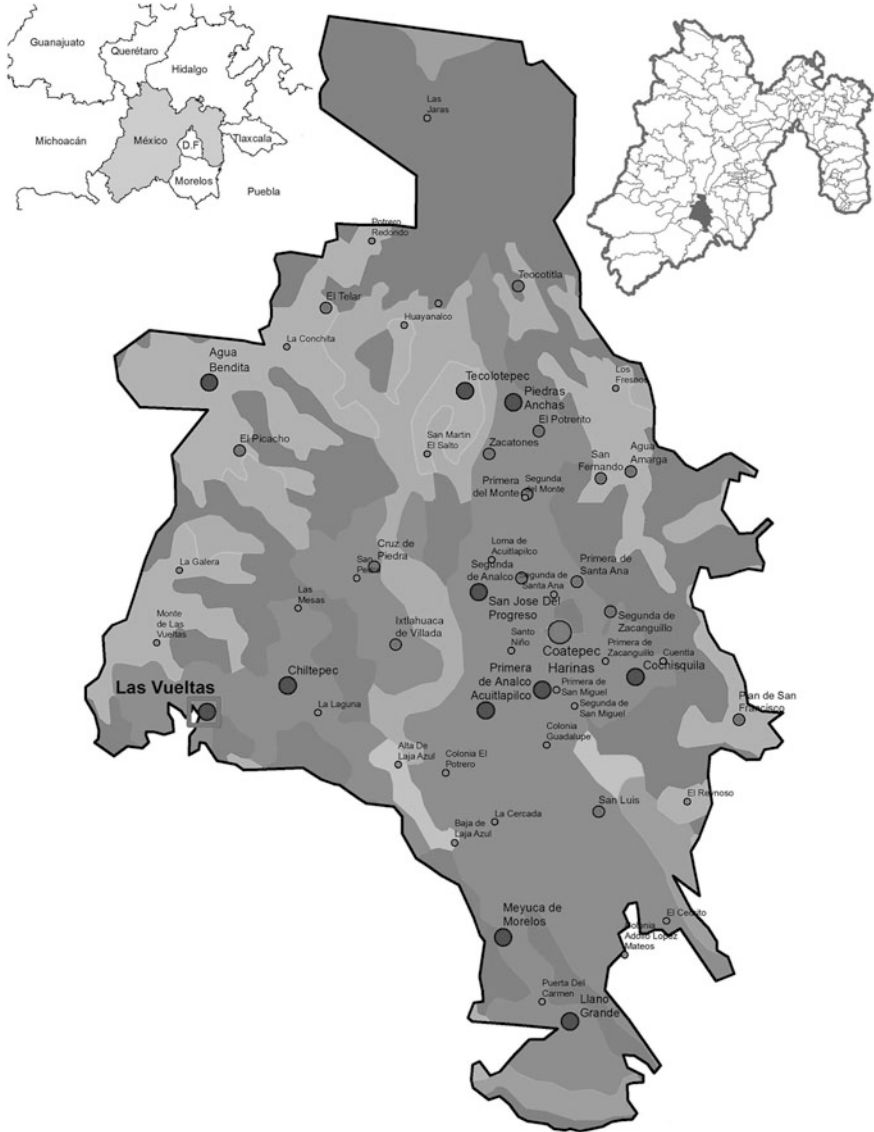 Guanajuato
Querétaro
Hidalgo
Michoacán
México
D.F
Tlaxcala
Morelos
Puebla
Las
Jaras
Potrero
Redondo
Teocotitla
El Telar
Huayanalco
La Conchita
Agua
Bendita
Tecolotepec
Piedras
Anchas
Los
Fresnos
El Potrento
El Picacho
San Martin
El Salto
Zacatones
San
Fernando
Agua
Amarga
Primera
del Monte
Segunda
del Monte
Loma de
Acuitlapilco
Cruz de
Piedra
San
Pedro
La Galera
Segunda
de Analco
Segunda de
Santa Ana
Primera de
Santa Ana
Las
Mesas
San Jose Del
Progreso
Segunda de
Zacanguillo
Monte
de Las
Vueltas
Ixtlahuaca
de Villada
Santo
Niño
Coatepec
Harinas
Primera de
Zacanguillo
Cuentla
Cochisquila
Chiltepec
Primera
de Analco
Acuitlapilco
Primera de
San Miguel
Segunda de
San Miguel
Las Vueltas
La Laguna
Plan de San
Francisco
Colonia
Guadalupe
Alta De
Laja Azul
Colonia El
Potrero
El Reynoso
San Luis
La Cercada
Baja de
Laja Azul
Meyuca de
Morelos
El Cedrito
Colonia
Adolfo Lopez
Mateos
Puerta Del
Carmen
Llano
Grande